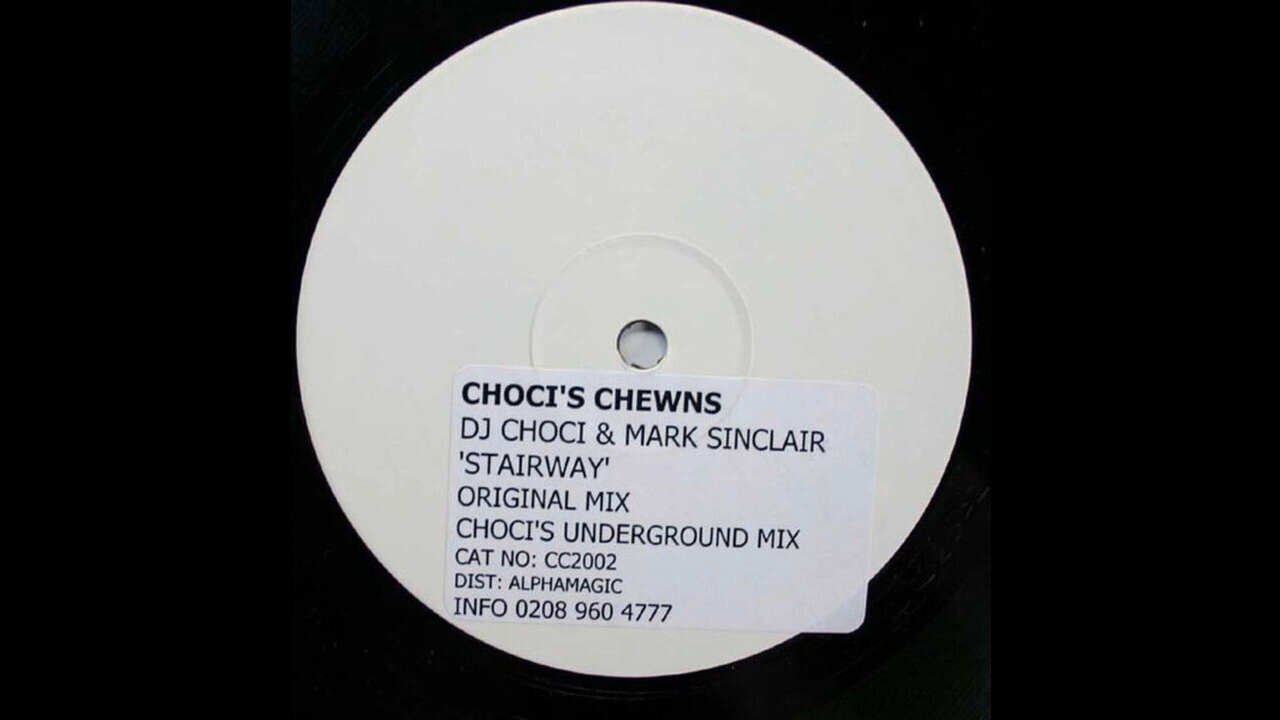 CHOCI'S CHEWNS
DJ CHOCI & MARK SINCLAIR
'STAIRWAY'
ORIGINAL MIX
CHOCI'S UNDERGROUND MIX
CAT NO: CC2002
DIST: ALPHAMAGIC
INFO 0208 960 4777